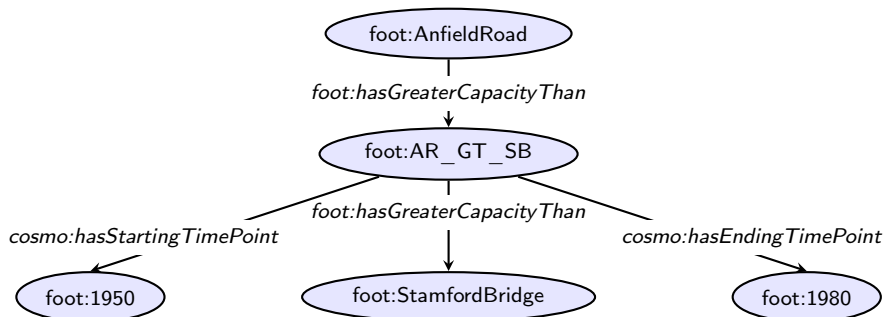 foot:AnfieldRoad
foot:hasGreaterCapacityThan
foot:AR_GT_SB
foot:hasGreaterCapacityThan
cosmo:hasStartingTimePoint
cosmo:hasEndingTimePoint
foot:1950
foot:StamfordBridge
foot:1980